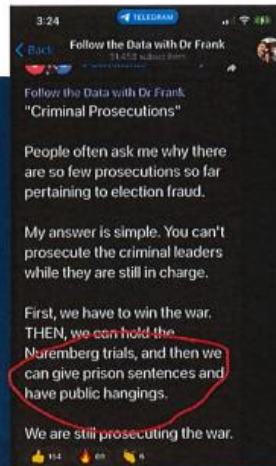 3:24
TELEGRAM
Back
Follow the Data with Dr Frank
Follow the Data with Dr Frank
"Criminal Prosecutions"
People often ask me why there
are so few prosecutions so far
pertaining to election fraud.
My answer is simple. You can't
prosecute the criminal leaders
while they are still in charge.
First, we have to win the war.
THEN, we can hold the
Nuremberg trials, and then we
can give prison sentences and
have public hangings.
We are still prosecuting the war.